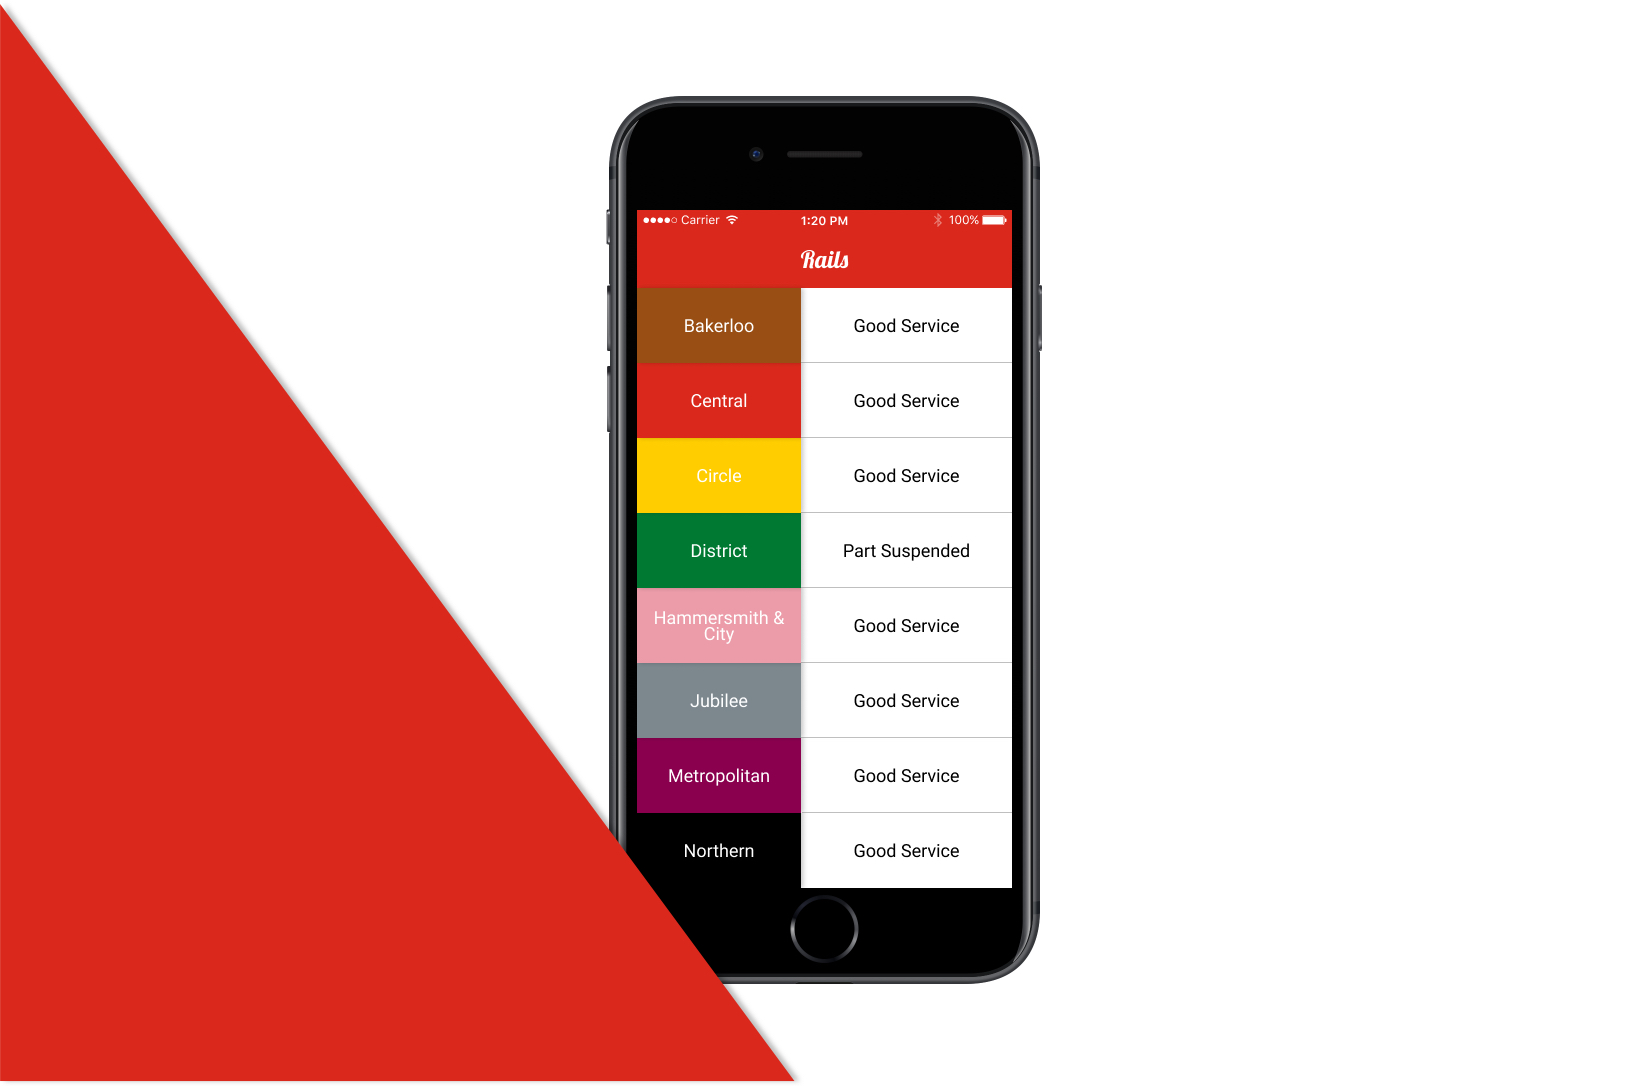 Carrier 1:20 PM 100%
Rails
Bakerloo Good Service
Central Good Service
Circle Good Service
District Part Suspended
Hammersmith &
City Good Service
Jubilee Good Service
Metropolitan Good Service
Northern Good Service